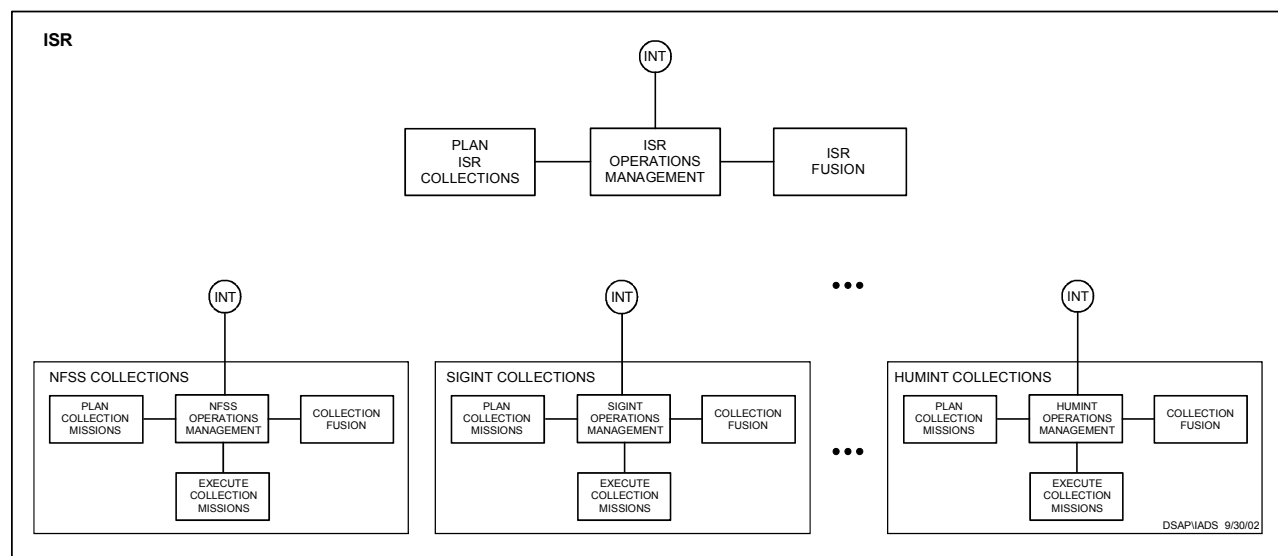 ISR
INT
PLAN
ISR
COLLECTIONS
ISR
OPERATIONS
MANAGEMENT
ISR
FUSION
•••
INT
INT
INT
NFSS COLLECTIONS
PLAN
COLLECTION
MISSIONS
NFSS
OPERATIONS
MANAGEMENT
COLLECTION
FUSION
EXECUTE
COLLECTION
MISSIONS
SIGINT COLLECTIONS
PLAN
COLLECTION
MISSIONS
SIGINT
OPERATIONS
MANAGEMENT
COLLECTION
FUSION
EXECUTE
COLLECTION
MISSIONS
•••
HUMINT COLLECTIONS
PLAN
COLLECTION
MISSIONS
HUMINT
OPERATIONS
MANAGEMENT
COLLECTION
FUSION
EXECUTE
COLLECTION
MISSIONS
DSAP\IADS 9/30/02